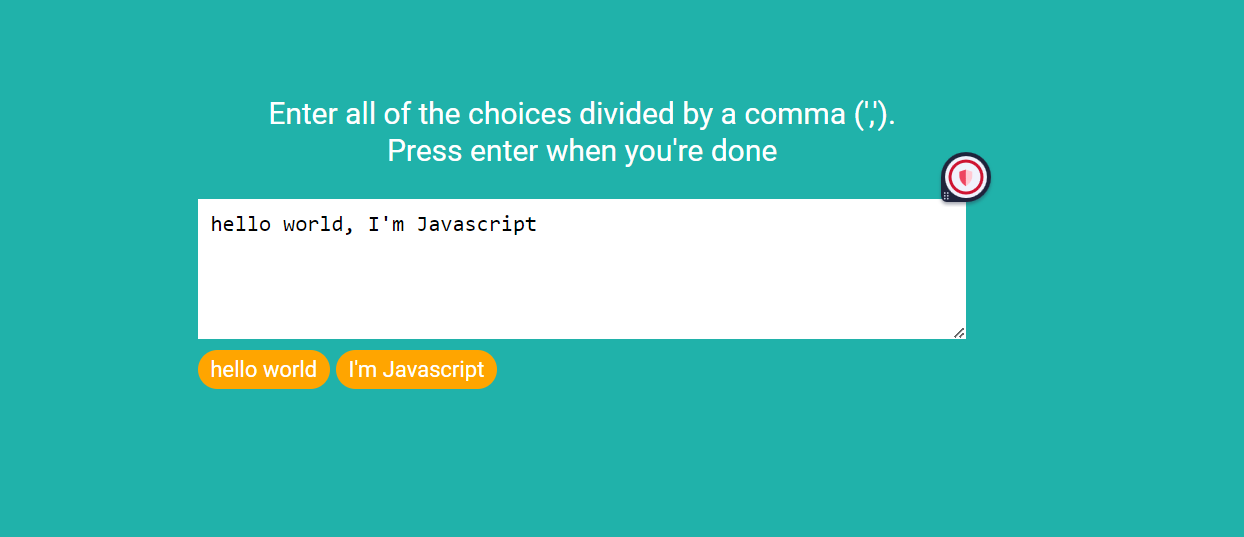 Enter all of the choices divided by a comma (',').
Press enter when you're done
hello world, I'm Javascript
hello world I'm Javascript